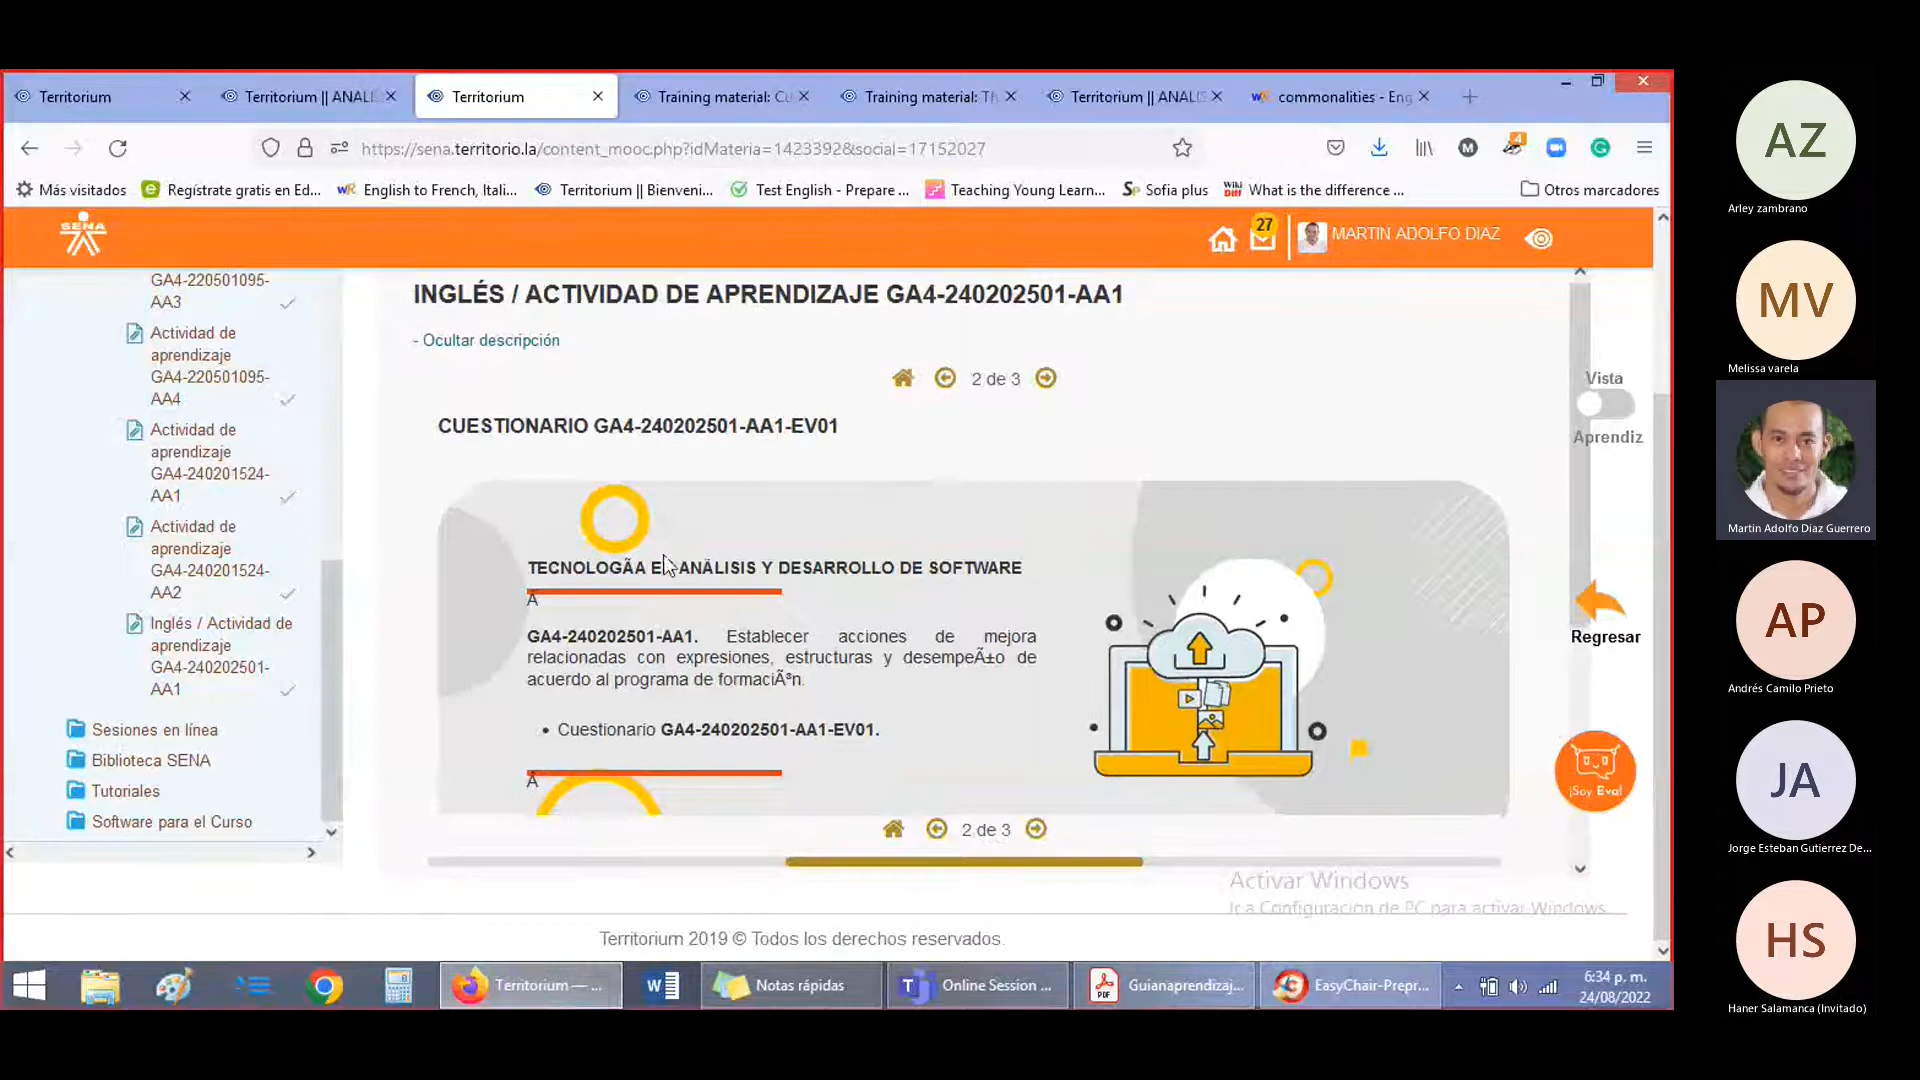 Territorium
Territorium || ANALI
Territorium
Training material: Cu
Training material: Th
Territorium || ANALI
commonalities - Eng
https://sena.territorio.la/content_mooc.php?idMateria=1423392&social=17152027
4
Más visitados
Regístrate gratis en Ed...
English to French, Itali...
Territorium || Bienveni...
Test English - Prepare ...
Teaching Young Learn...
Sofia plus
What is the difference ...
Otros marcadores
SENA
27
MARTIN ADOLFO DIAZ
GA4-220501095-
AA3
Actividad de
aprendizaje
GA4-220501095-
AA4
Actividad de
aprendizaje
GA4-240201524-
AA1
Actividad de
aprendizaje
GA4-240201524-
AA2
Inglés / Actividad de
aprendizaje
GA4-240202501-
AA1
Sesiones en línea
Biblioteca SENA
Tutoriales
Software para el Curso
INGLÉS / ACTIVIDAD DE APRENDIZAJE GA4-240202501-AA1
- Ocultar descripción
2 de 3
CUESTIONARIO GA4-240202501-AA1-EV01
TECNOLOGÃA E ANÁLISIS Y DESARROLLO DE SOFTWARE
Â
GA4-240202501-AA1. Establecer acciones de mejora
relacionadas con expresiones, estructuras y desempeÃ±o de
acuerdo al programa de formaciÃ³n.
• Cuestionario GA4-240202501-AA1-EV01.
Â
2 de 3
Vista
Aprendiz
Regresar
¡Soy Eva!
Activar Windows
Ir a Configuración de PC para activar Windows.
Territorium 2019 © Todos los derechos reservados.
Territorium — ...
Notas rápidas
Online Session ...
Guianaprendizaj...
EasyChair-Prepr...
6:34 p. m.
24/08/2022
AZ
Arley zambrano
MV
Melissa varela
Martin Adolfo Diaz Guerrero
AP
Andrés Camilo Prieto
JA
Jorge Esteban Gutierrez De...
HS
Haner Salamanca (Invitado)